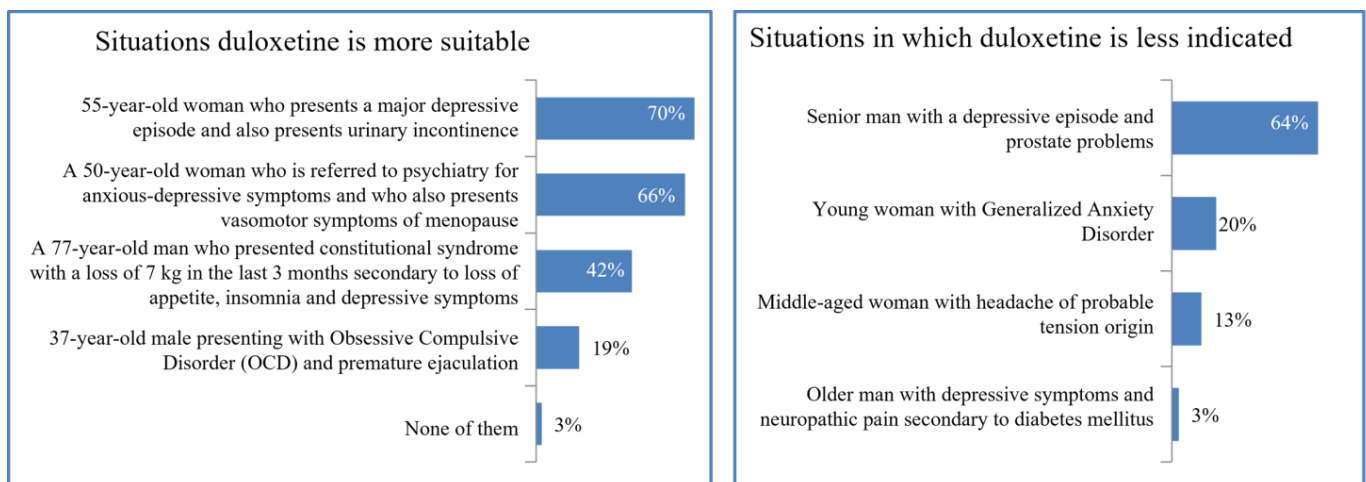 Situations duloxetine is more suitable
55-year-old woman who presents a major depressive
episode and also presents urinary incontinence
70%
A 50-year-old woman who is referred to psychiatry for
anxious-depressive symptoms and who also presents
vasomotor symptoms of menopause
66%
A 77-year-old man who presented constitutional syndrome
with a loss of 7 kg in the last 3 months secondary to loss of
appetite, insomnia and depressive symptoms
42%
37-year-old male presenting with Obsessive Compulsive
Disorder (OCD) and premature ejaculation
19%
None of them
3%
Situations in which duloxetine is less indicated
Senior man with a depressive episode and
prostate problems
64%
Young woman with Generalized Anxiety
Disorder
20%
Middle-aged woman with headache of probable
tension origin
13%
Older man with depressive symptoms and
neuropathic pain secondary to diabetes mellitus
3%